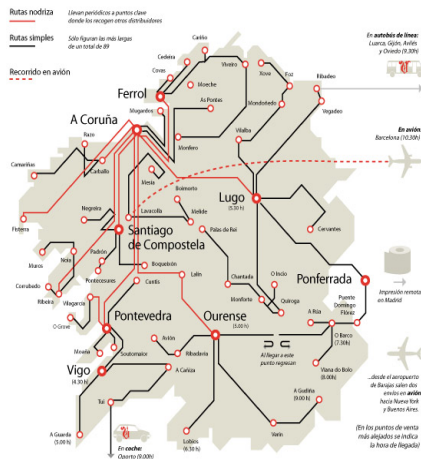 Rutas nodriza
Llevan periódicos a puntos clave
donde los recogen otros distribuidores
Rutas simples
Sólo figuran las más largas
de un total de 89
Recorrido en avión
En autobús de línea:
Luarca, Gijón, Avilés
y Oviedo (9.30h)
En avión:
Barcelona (10.30h)
Impresión remota
en Madrid
...desde el aeropuerto
de Barajas salen dos
envíos en avión
hacia Nueva York
y Buenos Aires.
(En los puntos de venta
más alejados se indica
la hora de llegada)
Cariño
Cedeira
Covas
Viveiro
Xove
Foz
Ribadeo
Ferrol
Moeche
As Pontes
Mondoñedo
Vegadeo
Mugardos
A Coruña
Razo
Monfero
Vilalba
Camariñas
Carballo
Mesía
Boimorto
Lugo
(5.00 h)
Negreira
Lavacolla
Melide
Fisterra
Santiago
de Compostela
Palas de Rei
Cervantes
Muros
Noia
Padrón
Boqueixón
Pontecesures
Corrubedo
Ribeira
Vilagarcía
Cuntis
Lalín
Chantada
O Incio
Monforte
Quiroga
Ponferrada
Puente
Domingo
Flórez
A Rúa
O Grove
Pontevedra
Ourense
(3.00 h)
O Barco
(7.30h)
Moaña
Soutomaior
Avión
Ribadavia
Al llegar a este
punto regresan
Viana do Bolo
(8.00h)
Vigo
(4.30 h)
A Cañiza
A Gudiña
(9.00 h)
Tui
A Guarda
(5.00 h)
En coche:
Oporto (9.00h)
Lobios
(6.30 h)
Verín